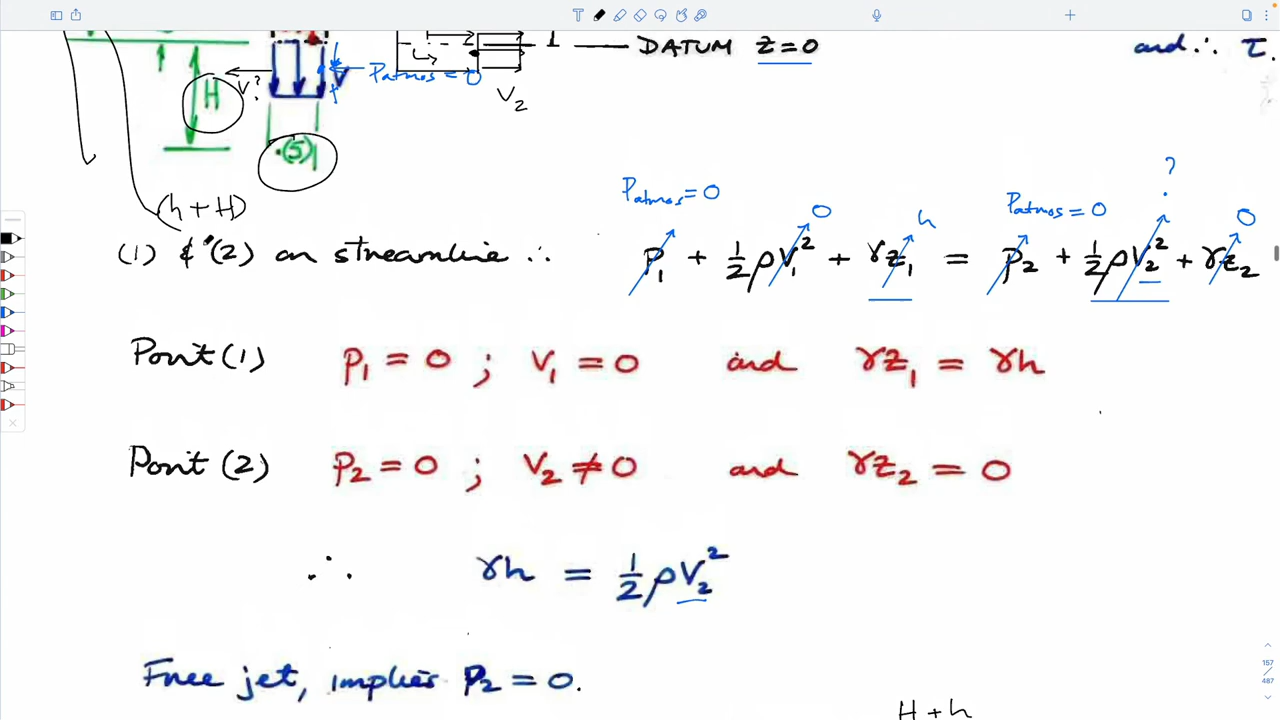 DATUM z=0
and ∴ τ.
V?
H
V
Patmos = 0
V₂
(5)
(h + H)
Patmos = 0
0
h
Patmos = 0
?
0
(1) & (2) on streamline ∴ p₁ + ½ρV₁² + γz₁ = p₂ + ½ρV₂² + γz₂
Point (1) p₁ = 0 ; V₁ = 0 and γz₁ = γh
Point (2) p₂ = 0 ; V₂ ≠ 0 and γz₂ = 0
∴ γh = ½ρV₂²
Free jet, implies p₂ = 0.
H + h
157
487